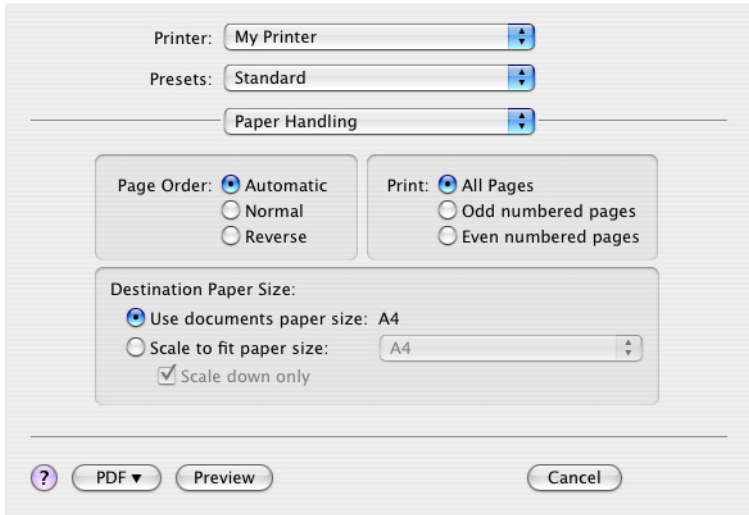 Printer: My Printer
Presets: Standard
Paper Handling
Page Order: Automatic
Normal
Reverse
Print: All Pages
Odd numbered pages
Even numbered pages
Destination Paper Size:
Use documents paper size: A4
Scale to fit paper size: A4
Scale down only
? PDF ▼ Preview Cancel